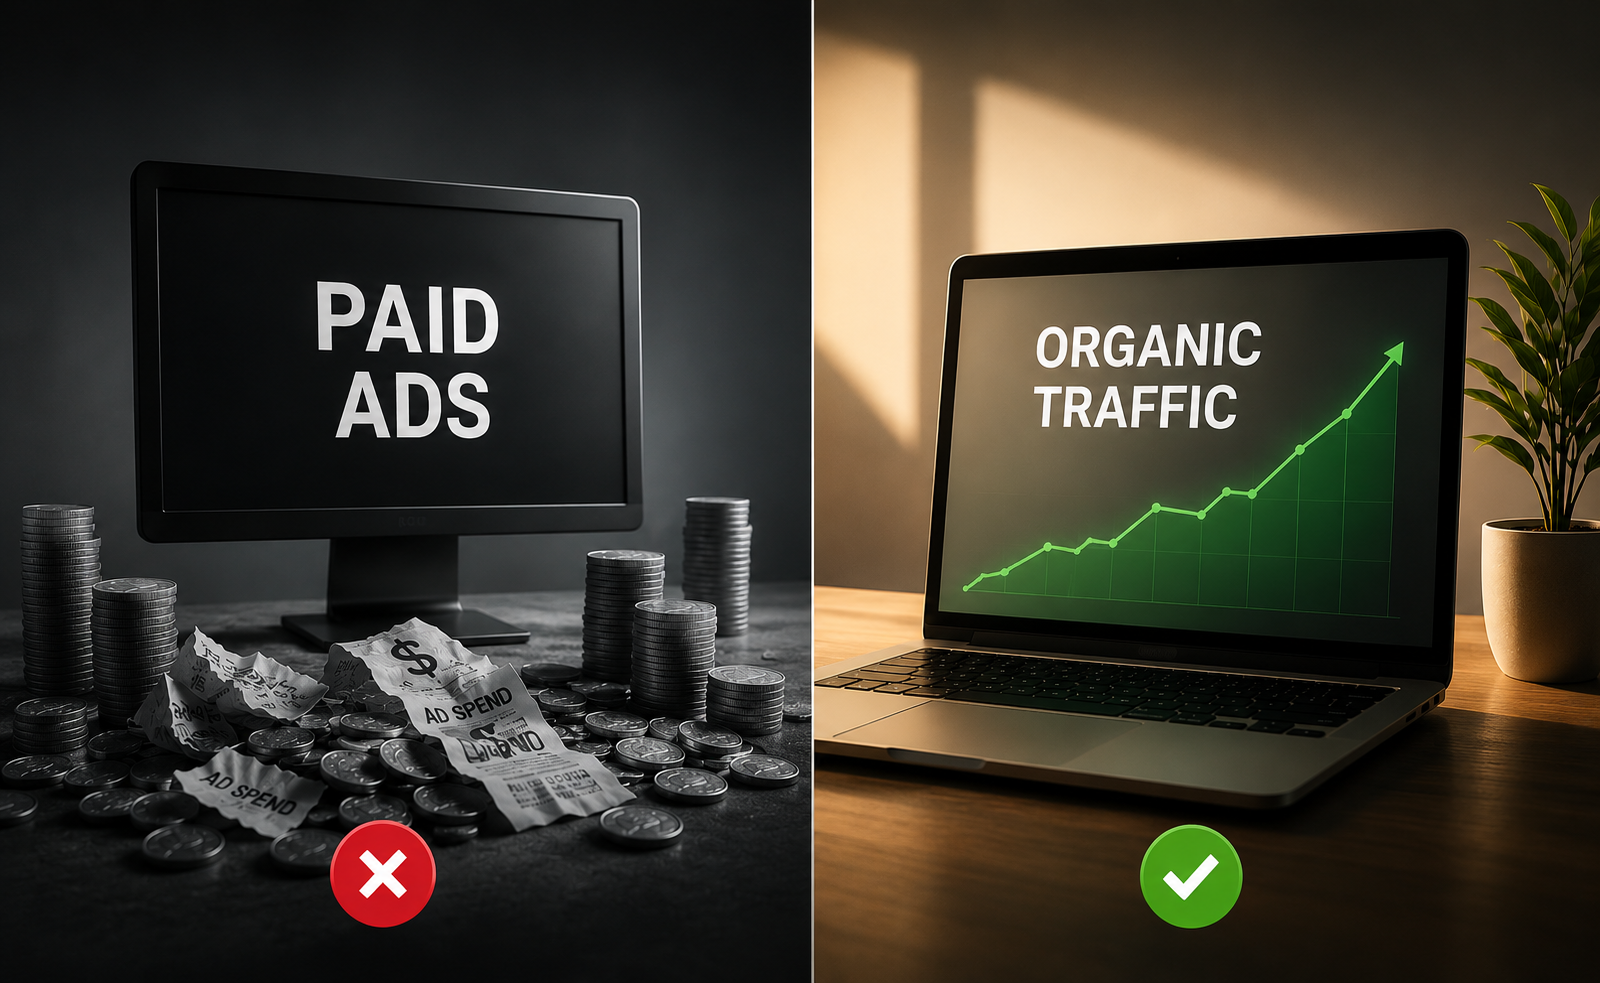 PAID
ADS
$
AD SPEND
AD SPEND
ORGANIC
TRAFFIC